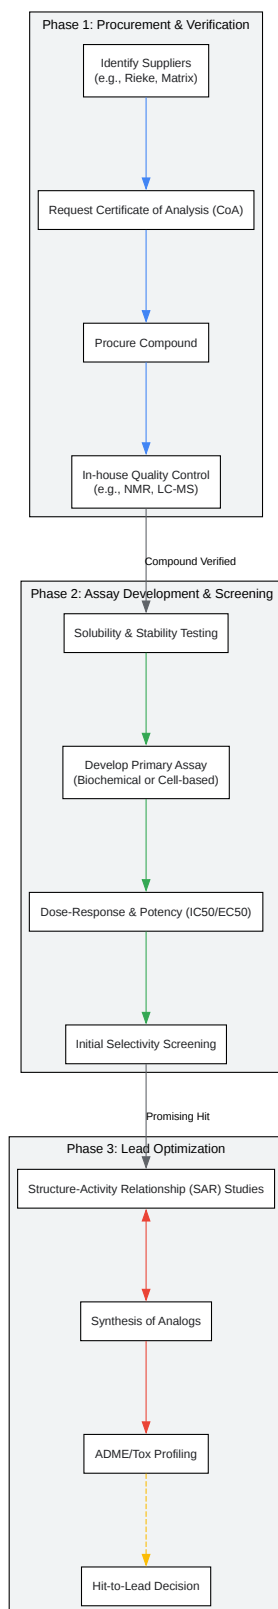 Phase 1: Procurement & Verification
Identify Suppliers
(e.g., Rieke, Matrix)
Request Certificate of Analysis (CoA)
Procure Compound
In-house Quality Control
(e.g., NMR, LC-MS)
Compound Verified
Phase 2: Assay Development & Screening
Solubility & Stability Testing
Develop Primary Assay
(Biochemical or Cell-based)
Dose-Response & Potency (IC50/EC50)
Initial Selectivity Screening
Promising Hit
Phase 3: Lead Optimization
Structure-Activity Relationship (SAR) Studies
Synthesis of Analogs
ADME/Tox Profiling
Hit-to-Lead Decision